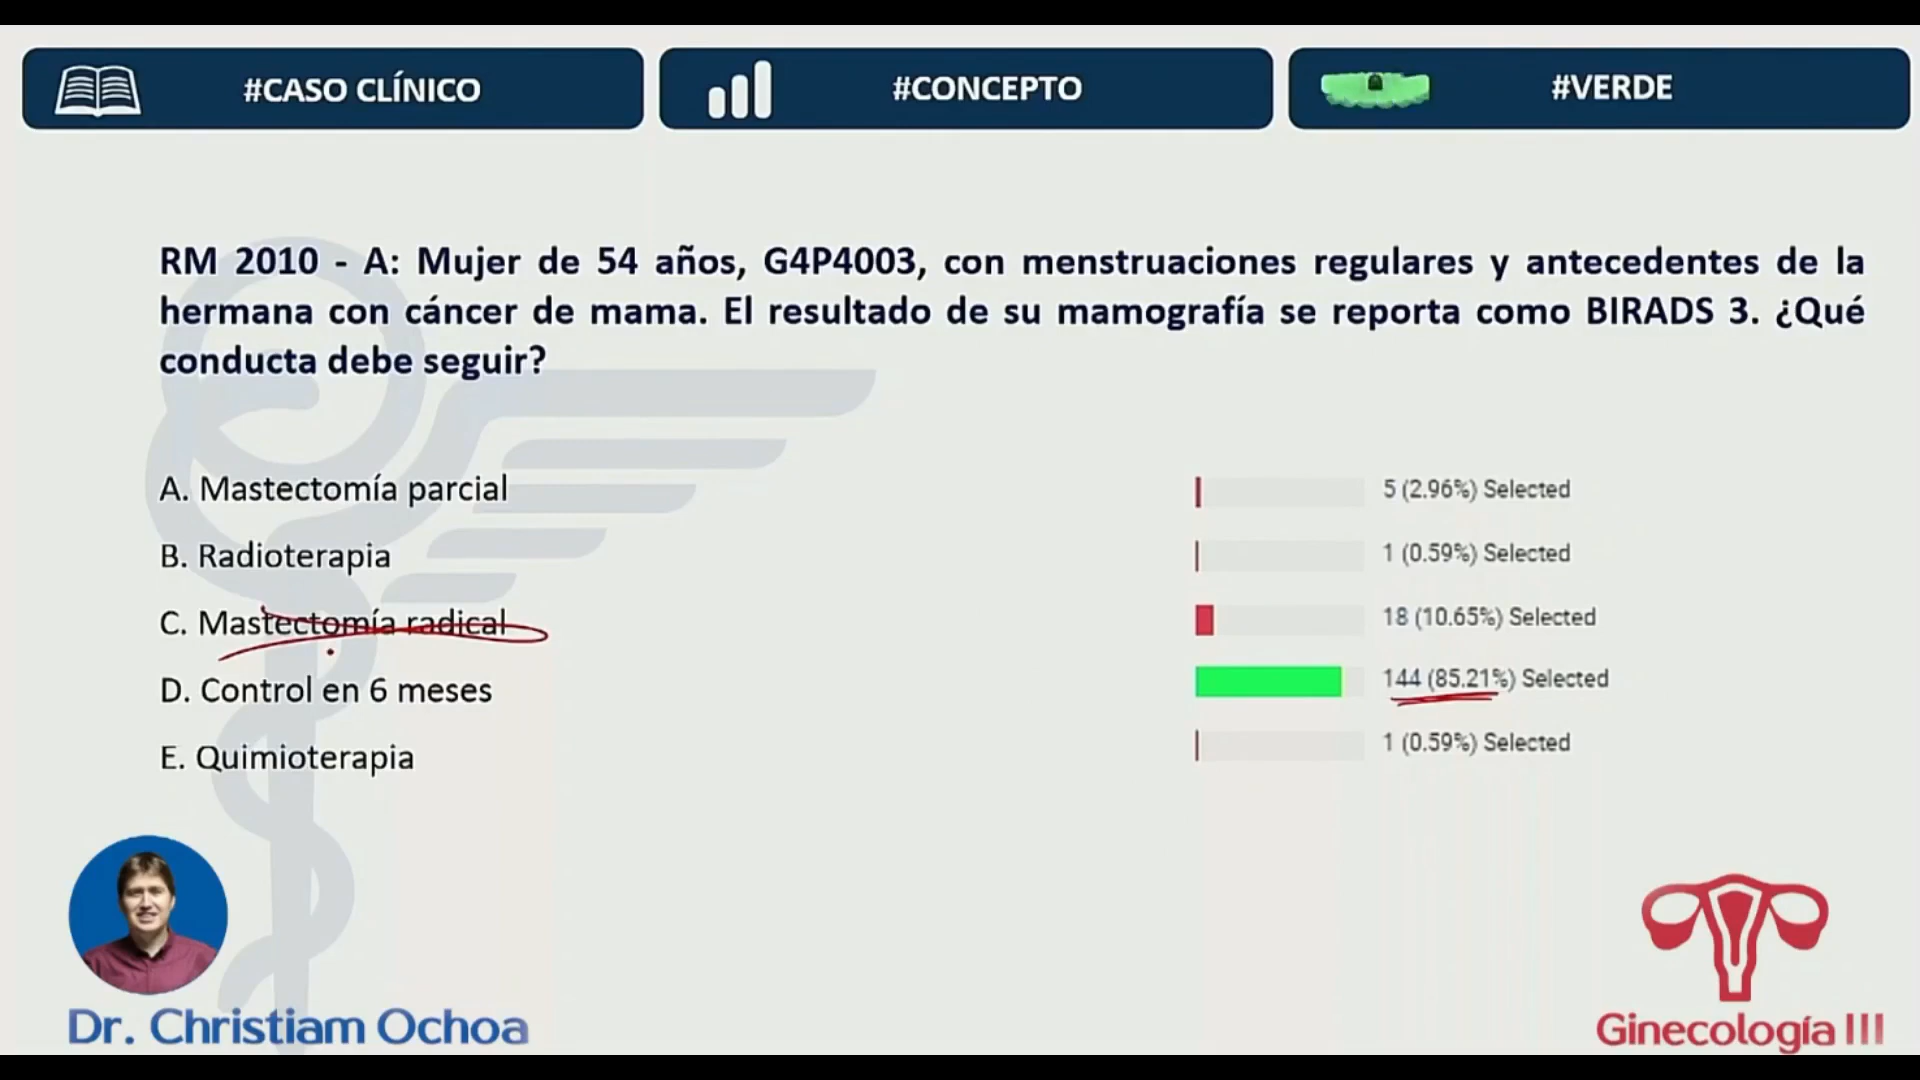 #CASO CLÍNICO
#CONCEPTO
#VERDE
RM 2010 - A: Mujer de 54 años, G4P4003, con menstruaciones regulares y antecedentes de la
hermana con cáncer de mama. El resultado de su mamografía se reporta como BIRADS 3. ¿Qué
conducta debe seguir?
A. Mastectomía parcial
5 (2.96%) Selected
B. Radioterapia
1 (0.59%) Selected
C. Mastectomía radical
18 (10.65%) Selected
D. Control en 6 meses
144 (85.21%) Selected
E. Quimioterapia
1 (0.59%) Selected
Dr. Christiam Ochoa
Ginecología III